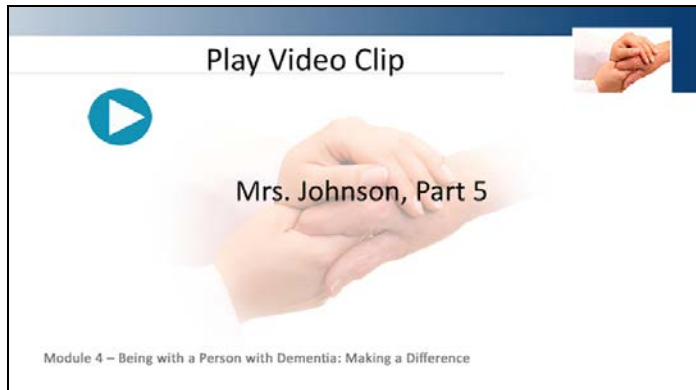 Play Video Clip
Mrs. Johnson, Part 5
Module 4 – Being with a Person with Dementia: Making a Difference